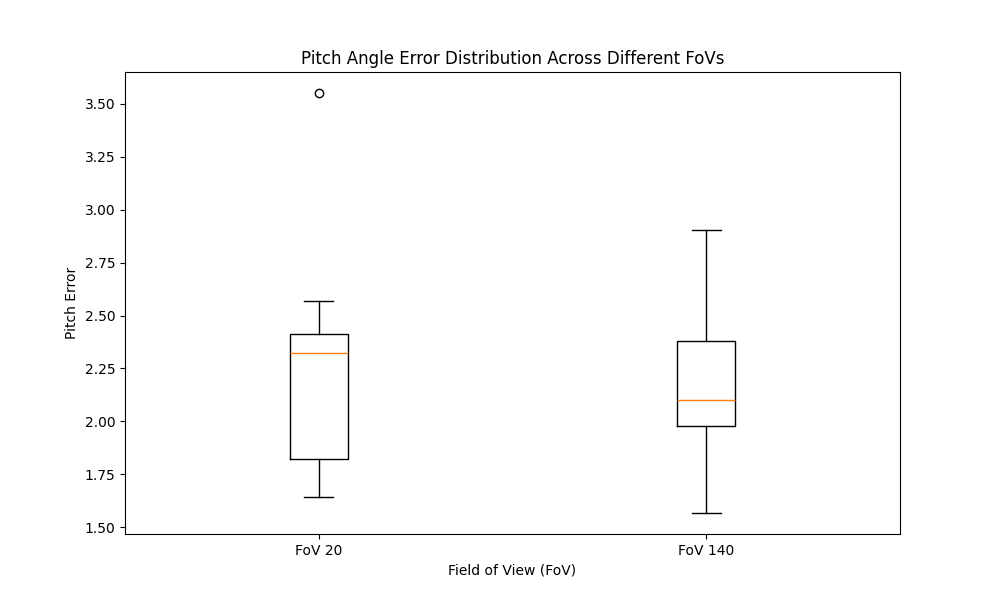 Pitch Angle Error Distribution Across Different FoVs
Pitch Error
3.50
3.25
3.00
2.75
2.50
2.25
2.00
1.75
1.50
FoV 20
FoV 140
Field of View (FoV)